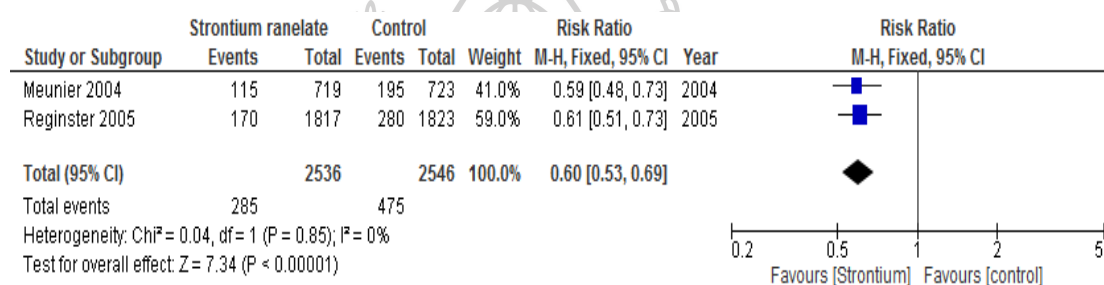 Strontium ranelate Control Risk Ratio Risk Ratio
Study or Subgroup Events Total Events Total Weight M-H, Fixed, 95% CI Year M-H, Fixed, 95% CI
Meunier 2004 115 719 195 723 41.0% 0.59 [0.48, 0.73] 2004
Reginster 2005 170 1817 280 1823 59.0% 0.61 [0.51, 0.73] 2005
Total (95% CI) 2536 2546 100.0% 0.60 [0.53, 0.69]
Total events 285 475
Heterogeneity: Chi² = 0.04, df = 1 (P = 0.85); I² = 0%
Test for overall effect: Z = 7.34 (P < 0.00001)
0.2 0.5 1 2 5
Favours [Strontium] Favours [control]